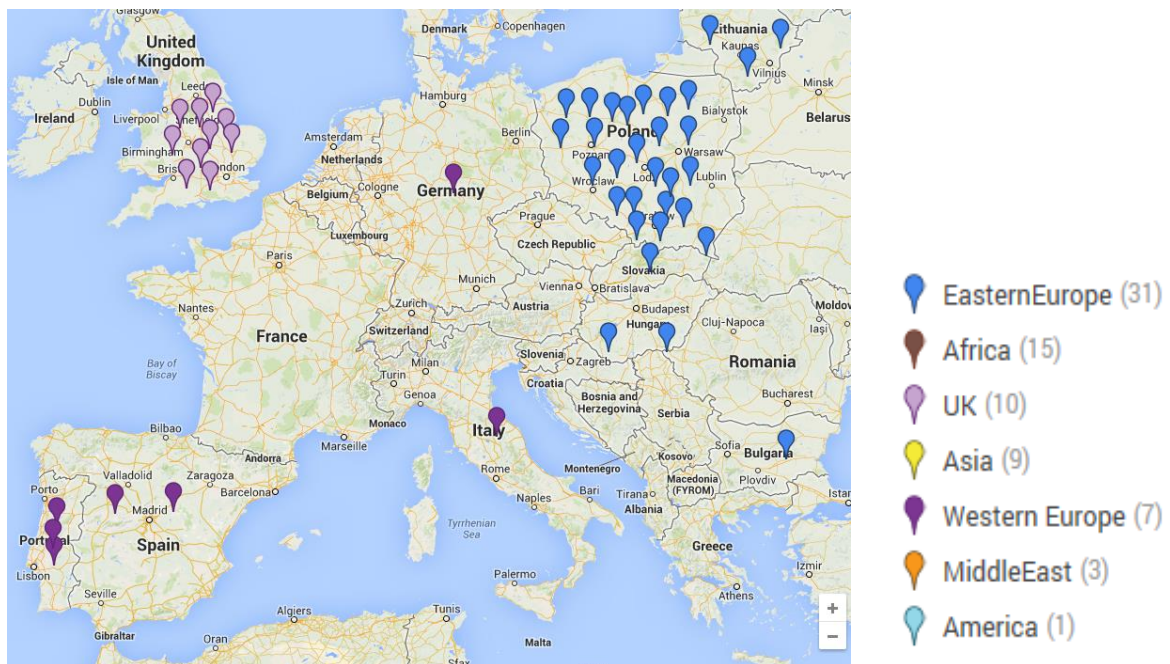 Glasgow
Denmark
Copenhagen
Lithuania
Kaunas
Vilnius
United
Kingdom
Isle of Man
Leeds
Minsk
Dublin
Ireland
Liverpool
Sheffield
Hamburg
Bialystok
Belarus
Birmingham
Amsterdam
Netherlands
Berlin
Poland
Poznan
Warsaw
London
Cologne
Germany
Wroclaw
Lodz
Lublin
Belgium
Luxembourg
Prague
Czech Republic
Krakow
Paris
Slovakia
Munich
Vienna
Bratislava
Nantes
Zurich
Austria
Budapest
Hungary
Cluj-Napoca
Iași
France
Switzerland
Slovenia
Zagreb
Romania
Bay of
Biscay
Milan
Turin
Genoa
Croatia
Bosnia and
Herzegovina
Serbia
Bucharest
Bilbao
Marseille
Monaco
Italy
Andorra
Kosovo
Sofia
Bulgaria
Plovdiv
Valladolid
Zaragoza
Barcelona
Porto
Rome
Montenegro
Macedonia
(FYROM)
Naples
Bari
Tirana
Albania
Madrid
Portugal
Spain
Lisbon
Tyrrhenian
Sea
Greece
Izmir
Seville
Palermo
Athens
Gibraltar
Algiers
Tunis
Oran
Malta
Sfax
+
−
EasternEurope (31)
Africa (15)
UK (10)
Asia (9)
Western Europe (7)
MiddleEast (3)
America (1)